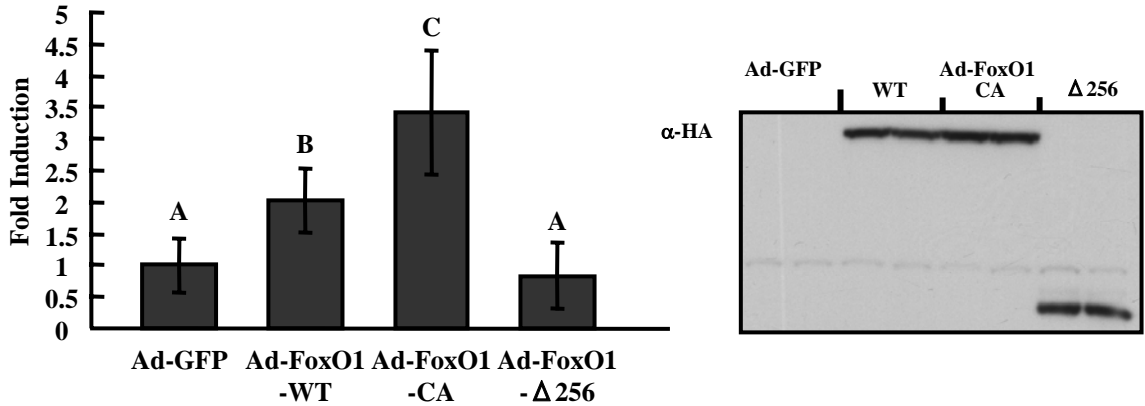 Fold Induction
5
4.5
4
3.5
3
2.5
2
1.5
1
0.5
0
A
B
C
A
Ad-GFP
Ad-FoxO1
-WT
Ad-FoxO1
-CA
Ad-FoxO1
-Δ256
Ad-GFP
Ad-FoxO1
WT
CA
Δ256
α-HA